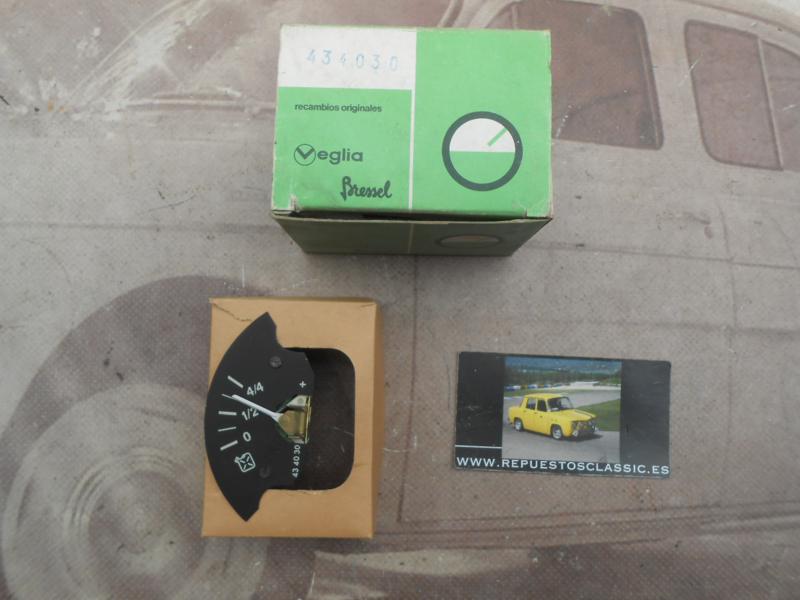 434030
recambios originales
Veglia
Bressel
4/4
1/2
0
+
43 40 30
WWW.REPUESTOSCLASSIC.ES